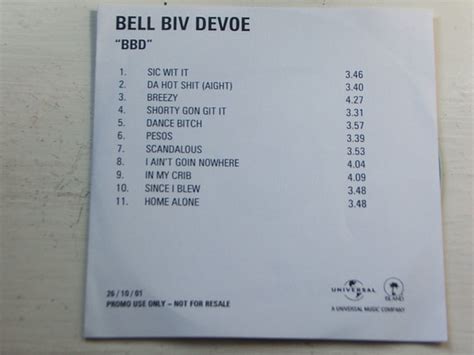 BELL BIV DEVOE
"BBD"
1. SIC WIT IT 3.46
2. DA HOT SHIT (AIGHT) 3.40
3. BREEZY 4.27
4. SHORTY GON GIT IT 3.31
5. DANCE BITCH 3.57
6. PESOS 3.39
7. SCANDALOUS 3.53
8. I AIN'T GOIN NOWHERE 4.04
9. IN MY CRIB 4.09
10. SINCE I BLEW 3.48
11. HOME ALONE 3.48
26 / 10 / 01
PROMO USE ONLY – NOT FOR RESALE
UNIVERSAL
ISLAND
A UNIVERSAL MUSIC COMPANY